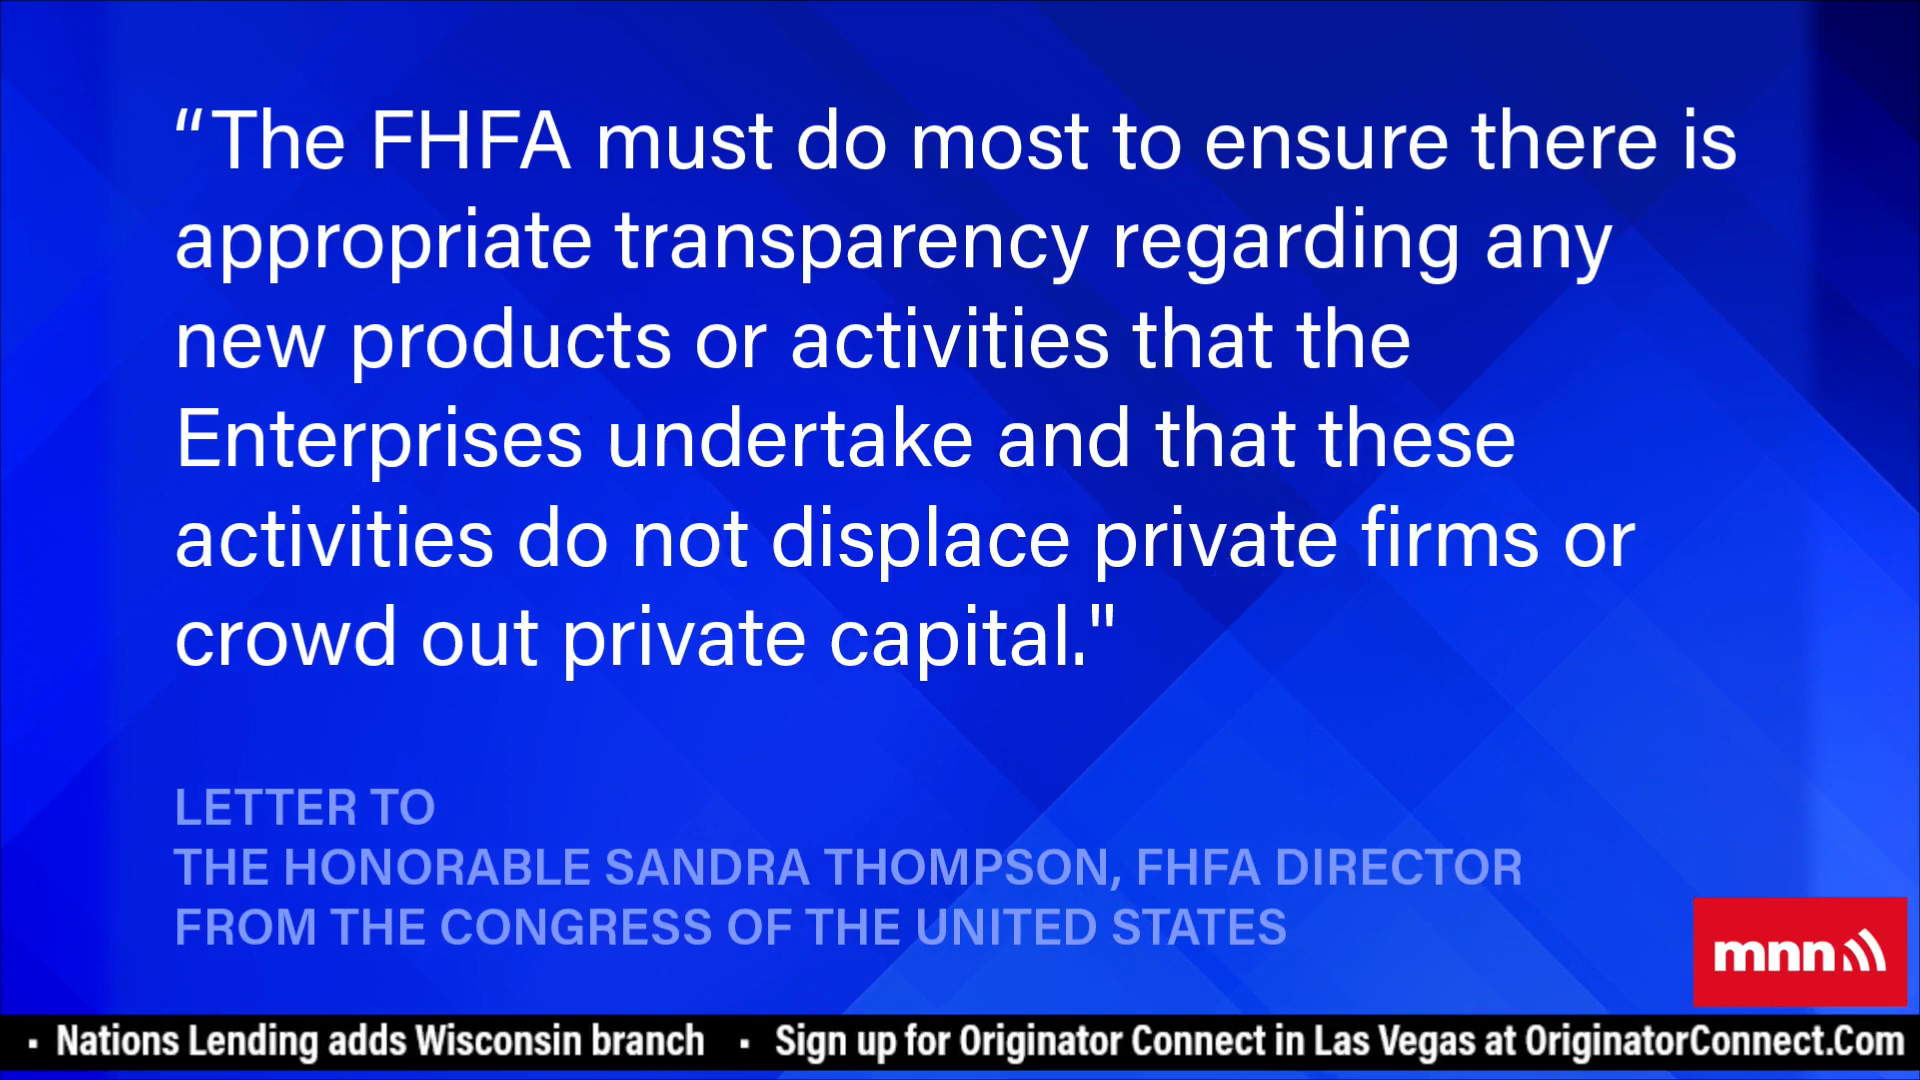 “The FHFA must do most to ensure there is
appropriate transparency regarding any
new products or activities that the
Enterprises undertake and that these
activities do not displace private firms or
crowd out private capital."
LETTER TO
THE HONORABLE SANDRA THOMPSON, FHFA DIRECTOR
FROM THE CONGRESS OF THE UNITED STATES
mnn
· Nations Lending adds Wisconsin branch · Sign up for Originator Connect in Las Vegas at OriginatorConnect.Com